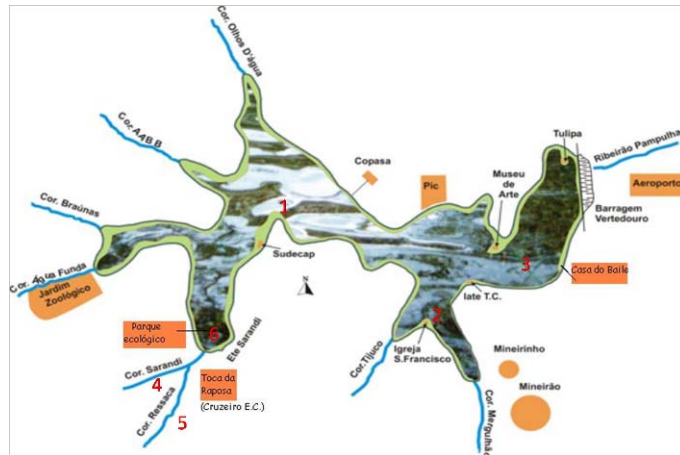 Cor. Olhos D'água
Cor. AABB
Copasa
Tulipa
Ribeirão Pampulha
Museu
de
Arte
Pic
Aeroporto
Cor. Braúnas
1
Barragem
Vertedouro
Sudecap
3
Casa do Baile
Cor. Água Funda
Jardim
Zoológico
N
Iate T.C.
2
Parque
ecológico
6
Ete Sarandi
Igreja
S.Francisco
Mineirinho
Cor.Tijuco
Cor. Sarandi
4
Toca da
Raposa
(Cruzeiro E.C.)
Mineirão
Cor. Ressaca
5
Cor. Mergulhão